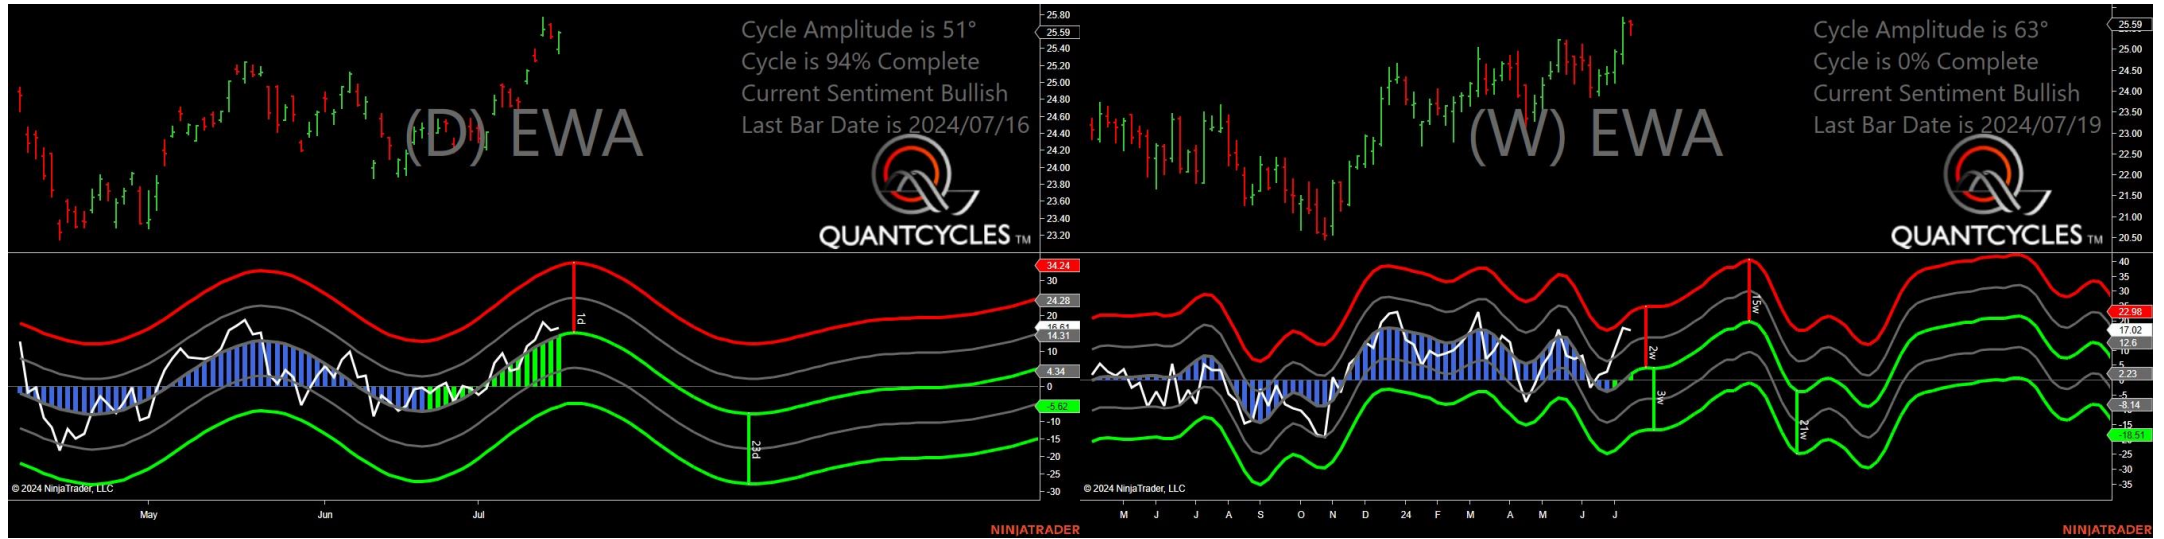 Cycle Amplitude is 51°
Cycle is 94% Complete
Current Sentiment Bullish
Last Bar Date is 2024/07/16
(D) EWA
QUANTCYCLES TM
25.80
25.59
25.40
25.20
25.00
24.80
24.60
24.40
24.20
24.00
23.80
23.60
23.40
23.20
34.24
30
24.28
20
16.61
14.31
10
4.34
0
-5.62
-10
-15
-20
-25
-30
1d
23d
© 2024 NinjaTrader, LLC
May
Jun
Jul
NINJATRADER
Cycle Amplitude is 63°
Cycle is 0% Complete
Current Sentiment Bullish
Last Bar Date is 2024/07/19
(W) EWA
QUANTCYCLES TM
25.59
25.00
24.50
24.00
23.50
23.00
22.50
22.00
21.50
21.00
20.50
40
35
30
22.98
17.02
12.6
2.23
-5
-8.14
-15
-18.51
-25
-30
-35
2w
3w
15w
21w
© 2024 NinjaTrader, LLC
M J J A S O N D 24 F M A M J J
NINJATRADER